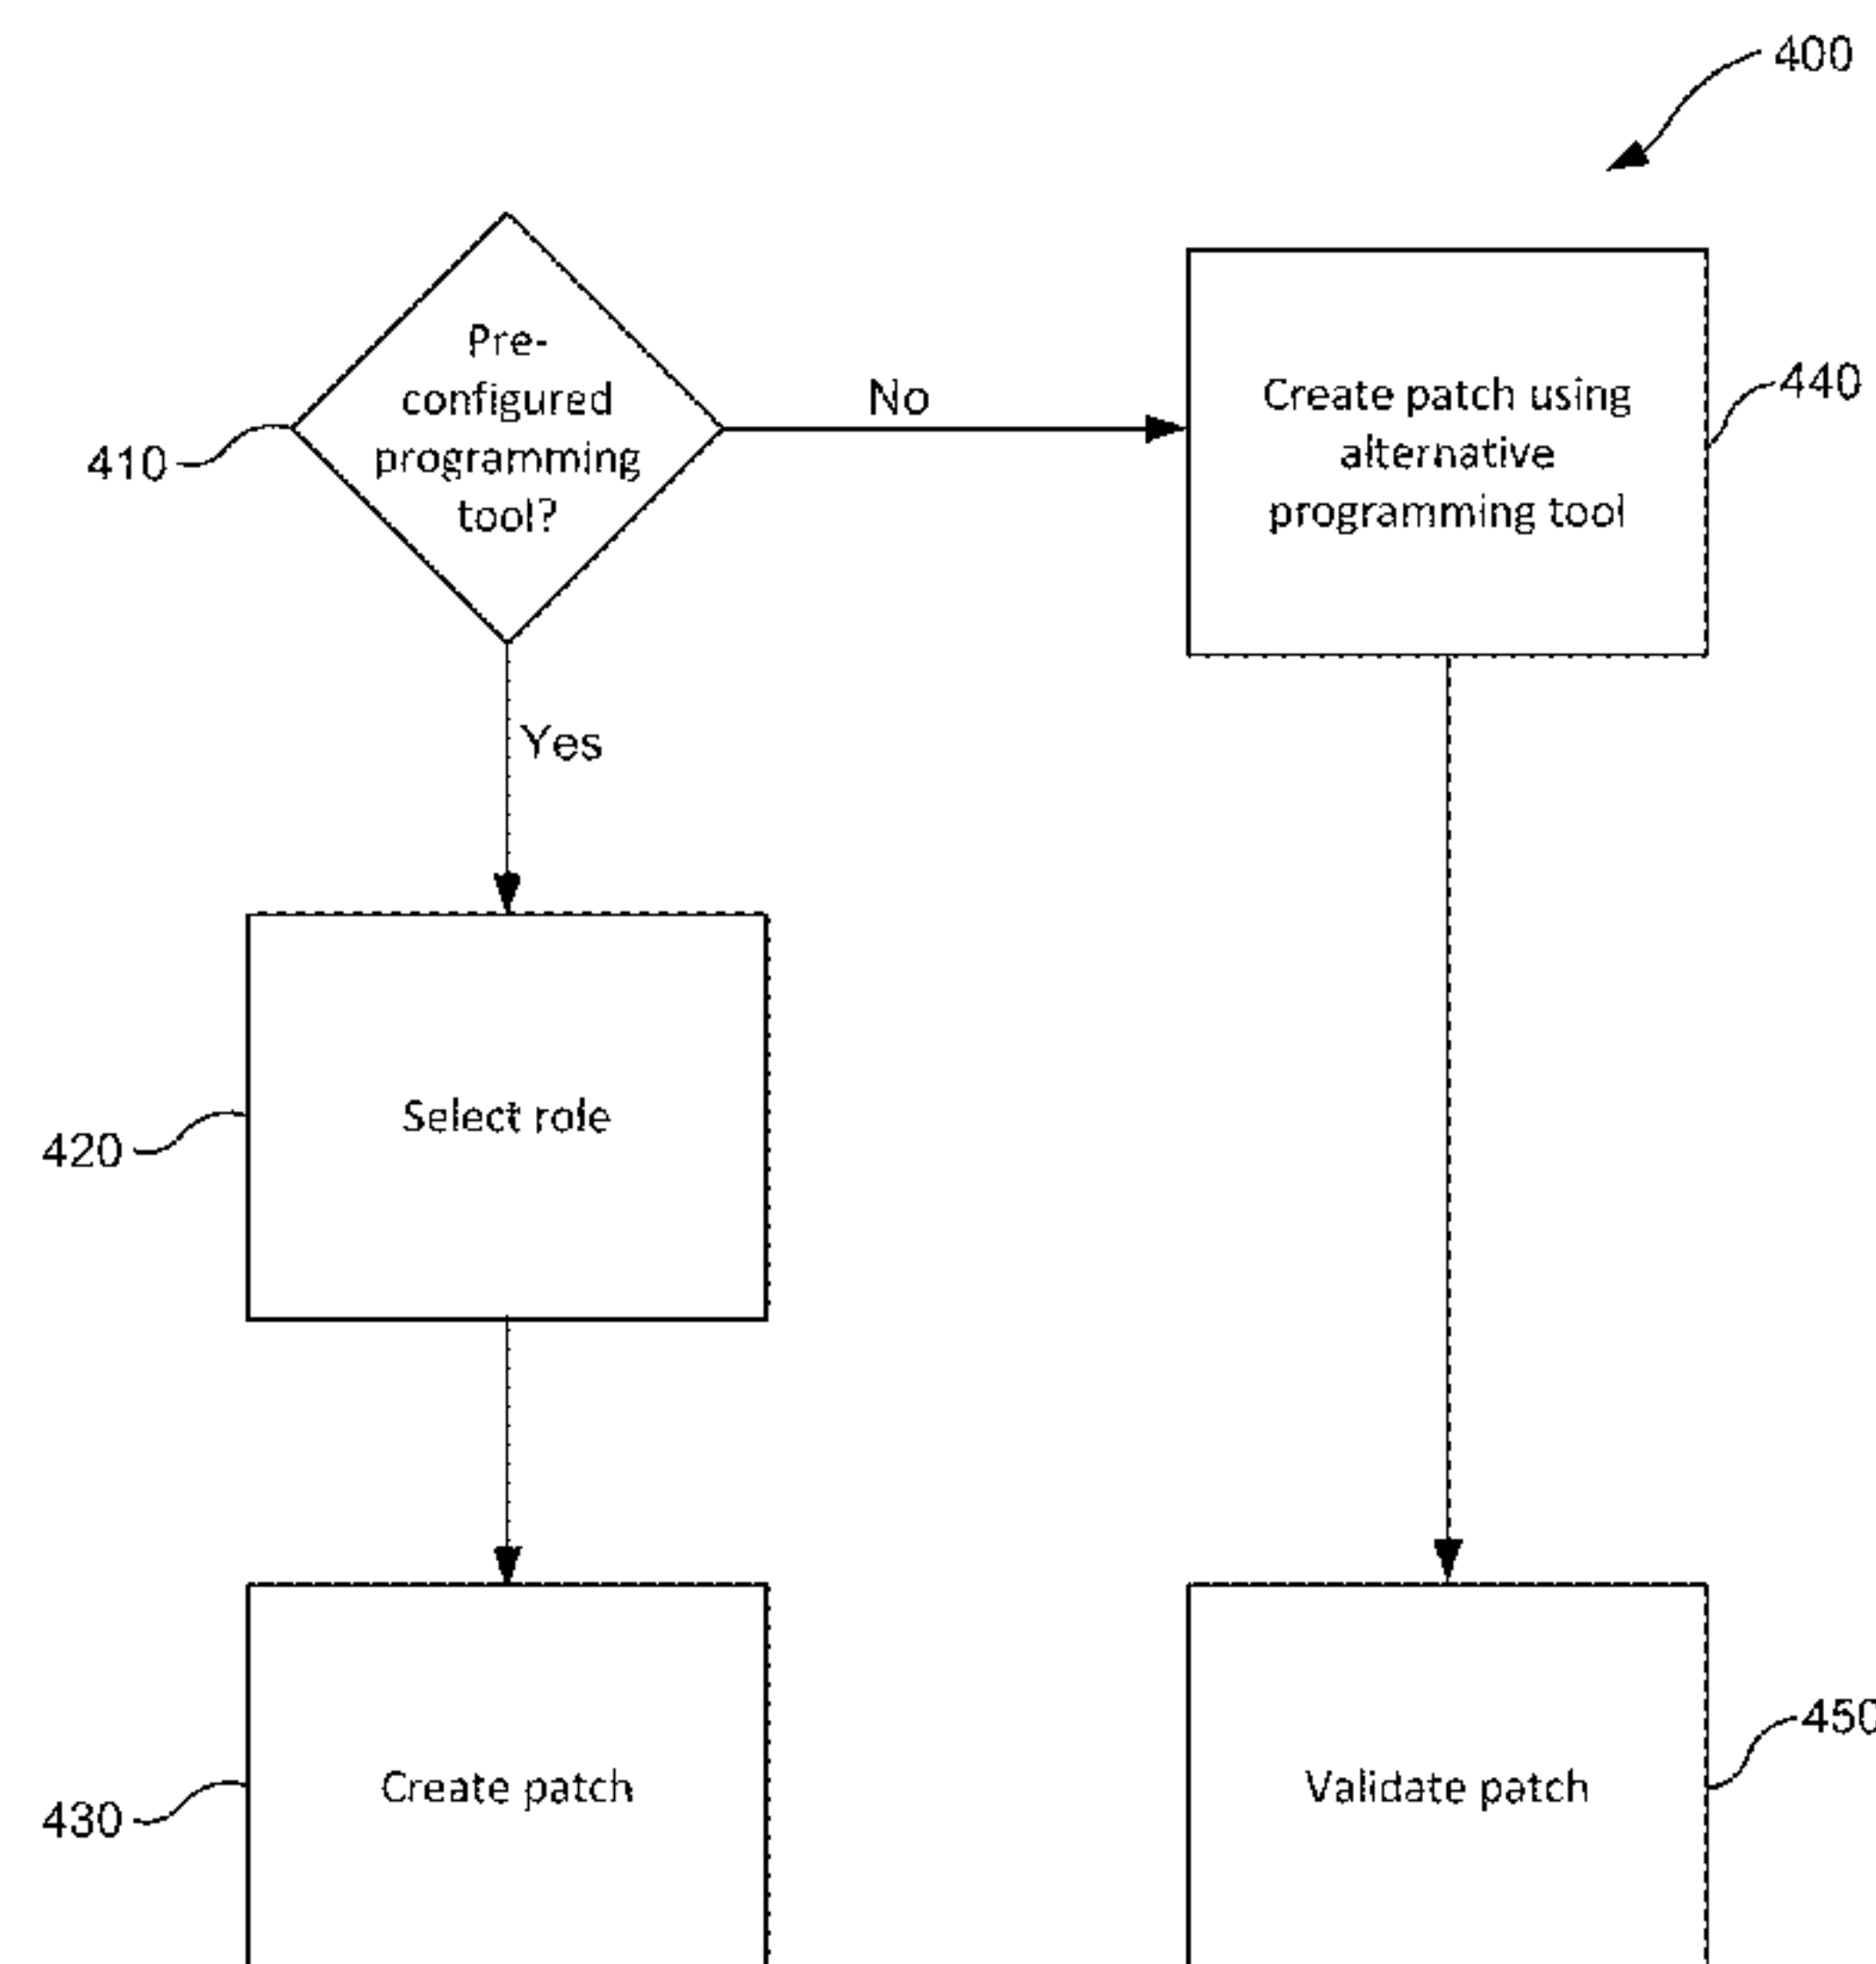 400
Pre-
configured
programming
tool?
410
No
Create patch using
alternative
programming tool
440
Yes
Select role
420
Create patch
430
Validate patch
450